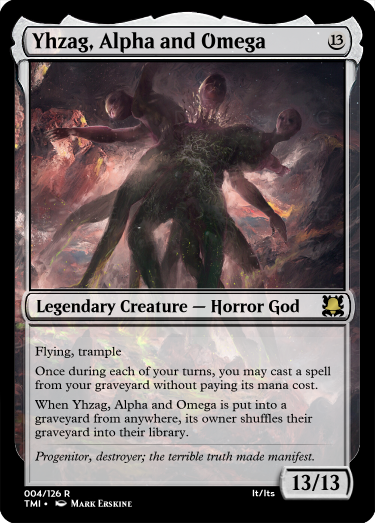 Yhzag, Alpha and Omega 13
Legendary Creature — Horror God
Flying, trample
Once during each of your turns, you may cast a spell
from your graveyard without paying its mana cost.
When Yhzag, Alpha and Omega is put into a
graveyard from anywhere, its owner shuffles their
graveyard into their library.
Progenitor, destroyer; the terrible truth made manifest.
13/13
004/126 R It/Its
TMI • Mark Erskine